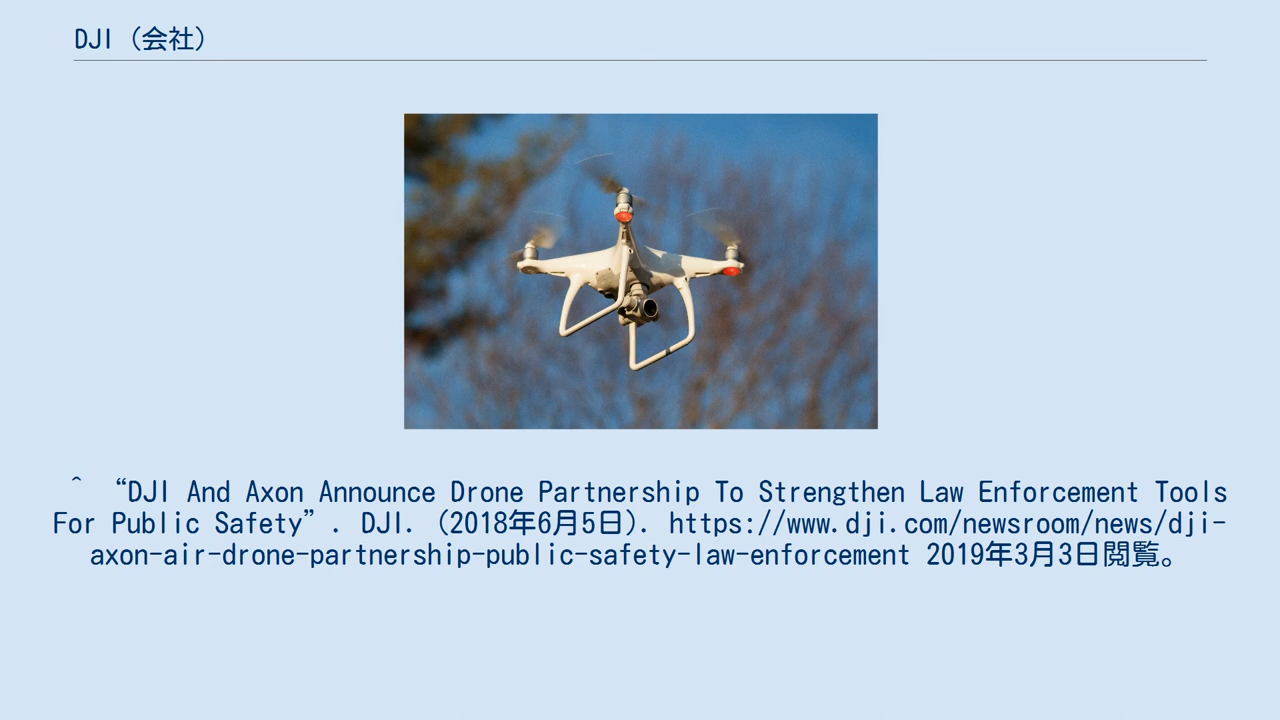 DJI（会社）
^ “DJI And Axon Announce Drone Partnership To Strengthen Law Enforcement Tools
For Public Safety”. DJI. (2018年6月5日). https://www.dji.com/newsroom/news/dji-
axon-air-drone-partnership-public-safety-law-enforcement 2019年3月3日閲覧。